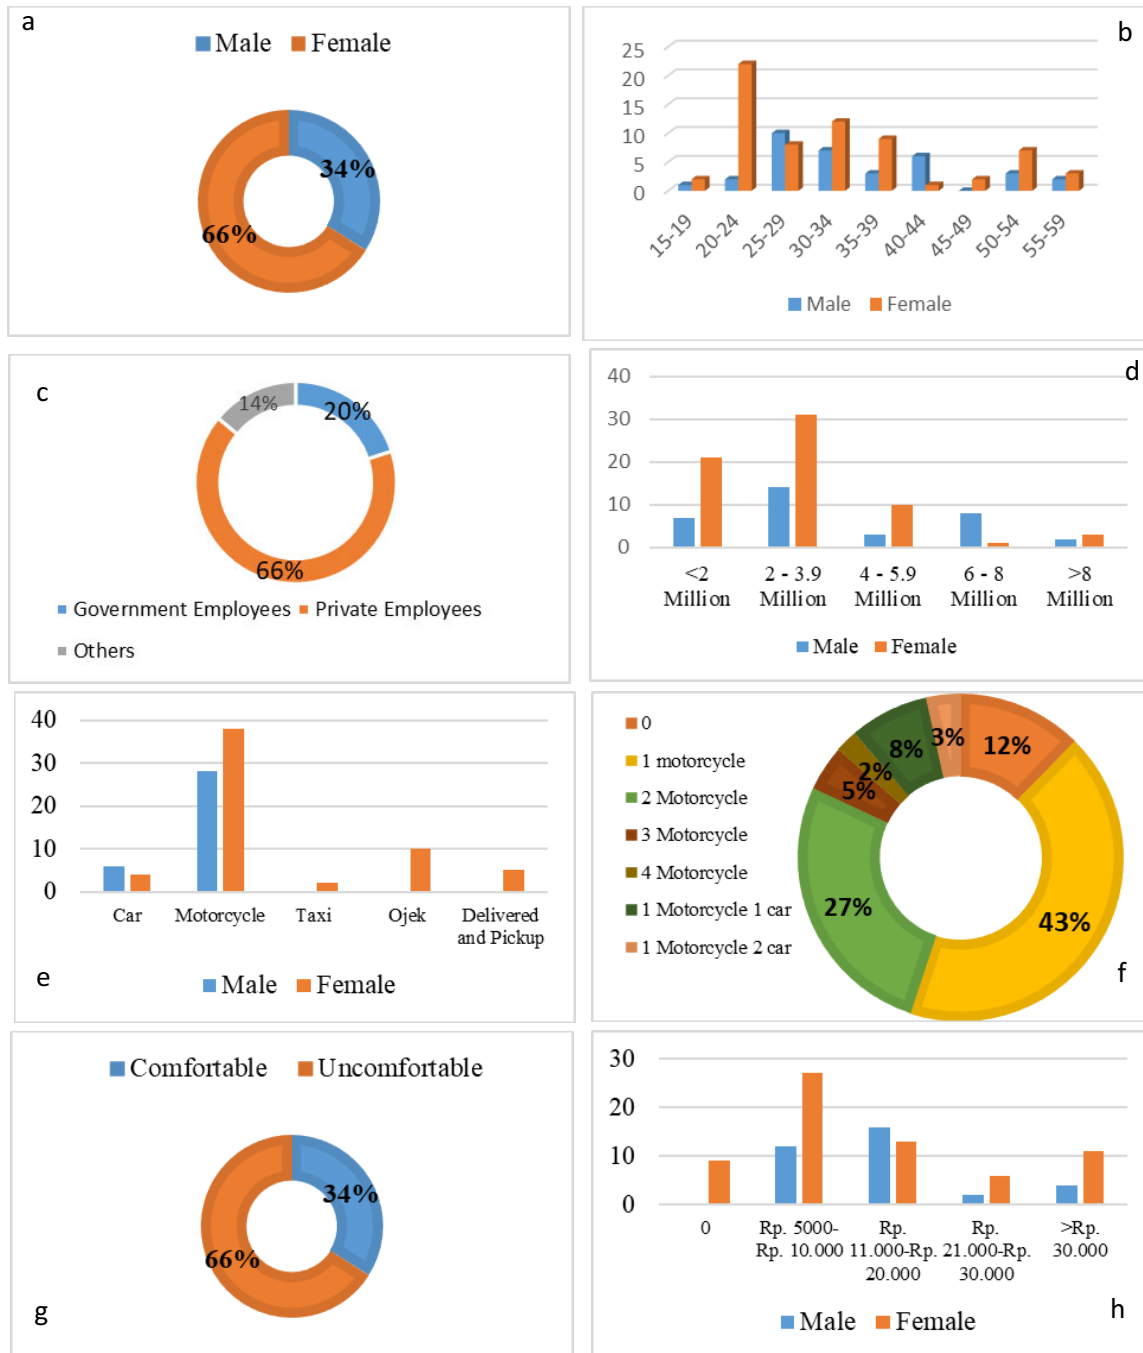 a
Male Female
34%
66%
b
25
20
15
10
5
0
15-19 20-24 25-29 30-34 35-39 40-44 45-49 50-54 55-59
Male Female
c
14% 20%
66%
Government Employees Private Employees
Others
d
40
30
20
10
0
<2 2 - 3.9 4 - 5.9 6 - 8 >8
Million Million Million Million Million
Male Female
40
30
20
10
0
Car Motorcycle Taxi Ojek Delivered
and Pickup
e
Male Female
0
1 motorcycle
2 Motorcycle
3 Motorcycle
4 Motorcycle
1 Motorcycle 1 car
1 Motorcycle 2 car
3% 12%
8%
2%
5%
27%
43%
f
Comfortable Uncomfortable
34%
66%
g
30
20
10
0
0 Rp. 5000- Rp. Rp. >Rp.
Rp. 10.000 11.000-Rp. 21.000-Rp. 30.000
20.000 30.000
Male Female
h